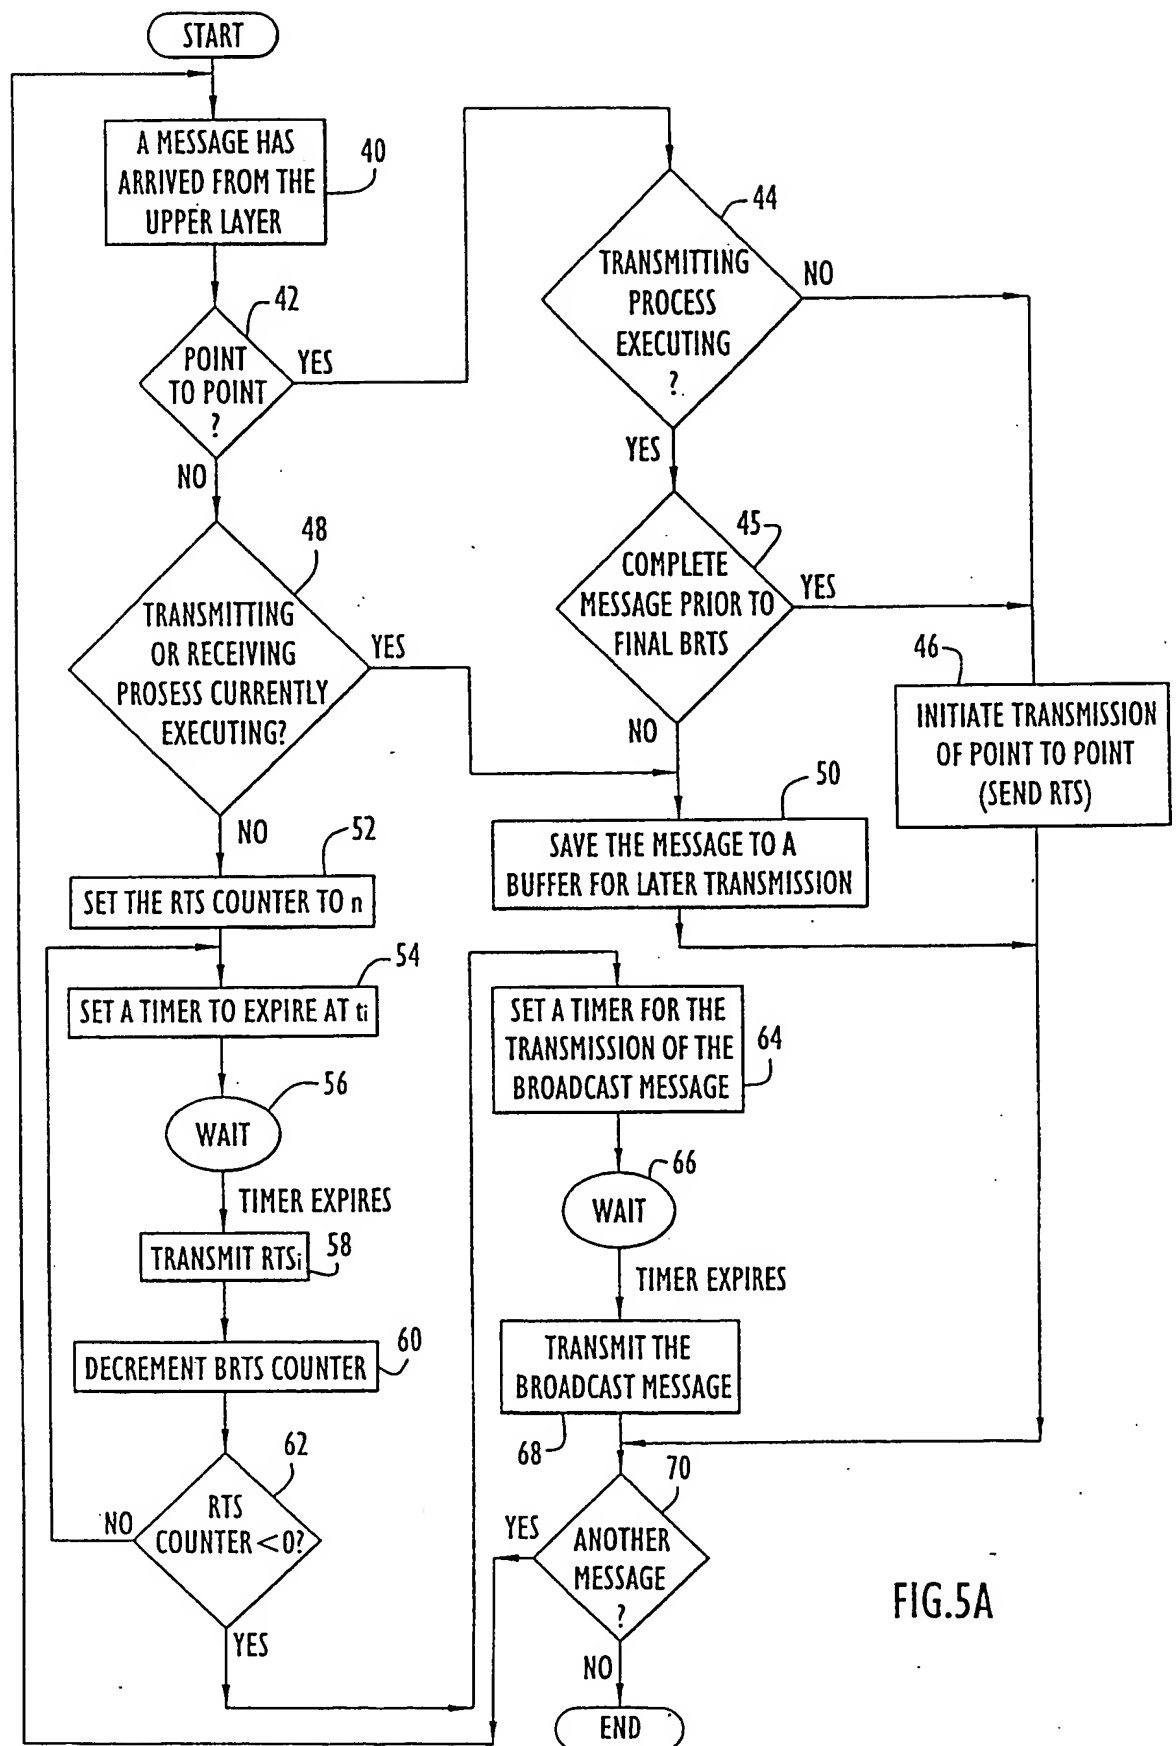 START
A MESSAGE HAS
ARRIVED FROM THE
UPPER LAYER
40
42
POINT
TO POINT
?
YES
NO
44
TRANSMITTING
PROCESS
EXECUTING
?
NO
YES
45
COMPLETE
MESSAGE PRIOR TO
FINAL BRTS
YES
NO
46
INITIATE TRANSMISSION
OF POINT TO POINT
(SEND RTS)
48
TRANSMITTING
OR RECEIVING
PROSESS CURRENTLY
EXECUTING?
YES
NO
50
SAVE THE MESSAGE TO A
BUFFER FOR LATER TRANSMISSION
52
SET THE RTS COUNTER TO n
54
SET A TIMER TO EXPIRE AT ti
56
WAIT
TIMER EXPIRES
TRANSMIT RTSi
58
DECREMENT BRTS COUNTER
60
62
RTS
COUNTER <0?
NO
YES
SET A TIMER FOR THE
TRANSMISSION OF THE
BROADCAST MESSAGE
64
66
WAIT
TIMER EXPIRES
TRANSMIT THE
BROADCAST MESSAGE
68
70
ANOTHER
MESSAGE
?
YES
NO
END
FIG.5A